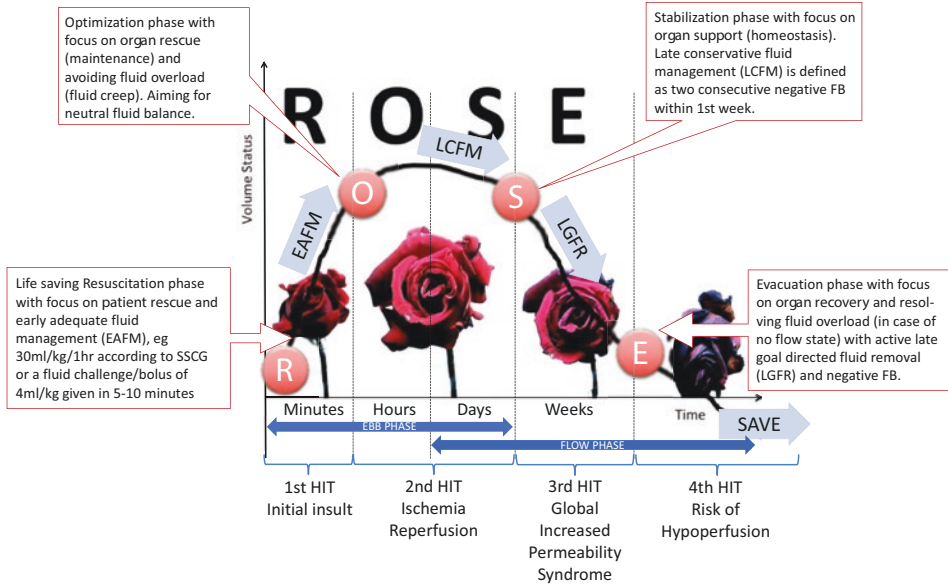 Optimization phase with
focus on organ rescue
(maintenance) and
avoiding fluid overload
(fluid creep). Aiming for
neutral fluid balance.
Stabilization phase with focus on
organ support (homeostasis).
Late conservative fluid
management (LCFM) is defined
as two consecutive negative FB
within 1st week.
R O S E
Volume Status
LCFM
O
S
EAFM
LGFR
Life saving Resuscitation phase
with focus on patient rescue and
early adequate fluid
management (EAFM), eg
30ml/kg/1hr according to SSCG
or a fluid challenge/bolus of
4ml/kg given in 5-10 minutes
Evacuation phase with focus
on organ recovery and resol-
ving fluid overload (in case of
no flow state) with active late
goal directed fluid removal
(LGFR) and negative FB.
R
E
Minutes Hours Days Weeks Time
SAVE
EBB PHASE
FLOW PHASE
1st HIT
Initial insult
2nd HIT
Ischemia
Reperfusion
3rd HIT
Global
Increased
Permeability
Syndrome
4th HIT
Risk of
Hypoperfusion